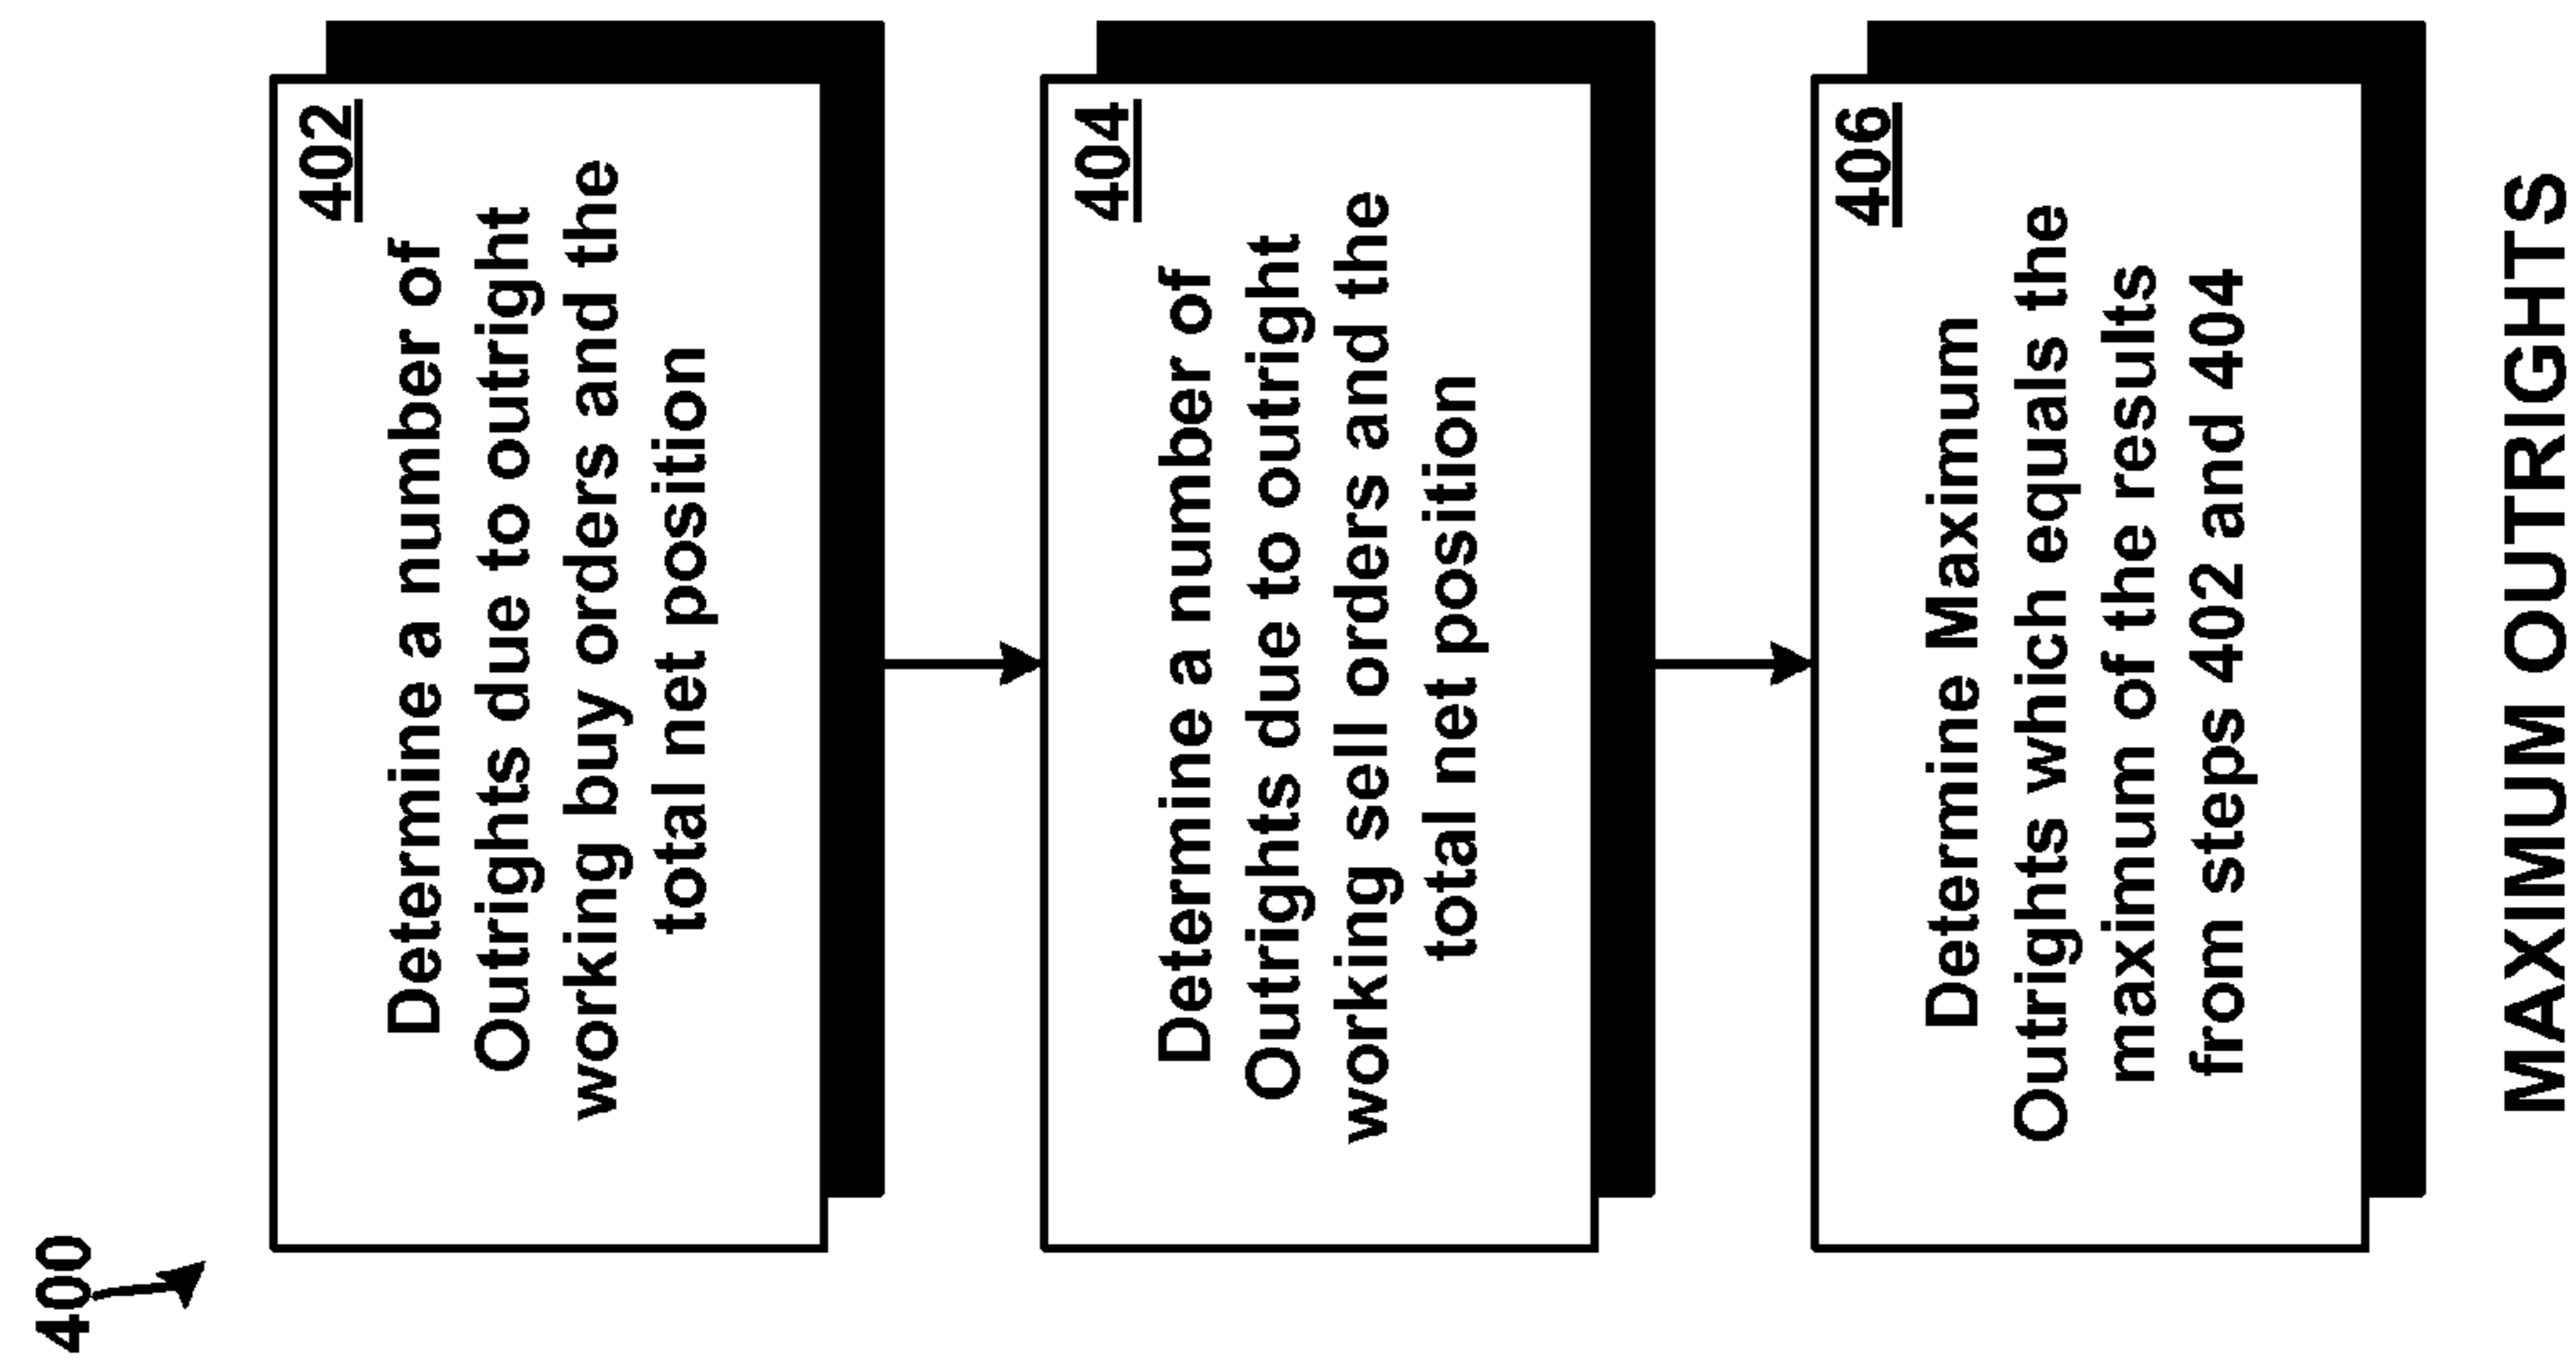 400
402
Determine a number of
Outrights due to outright
working buy orders and the
total net position
404
Determine a number of
Outrights due to outright
working sell orders and the
total net position
406
Determine Maximum
Outrights which equals the
maximum of the results
from steps 402 and 404
MAXIMUM OUTRIGHTS